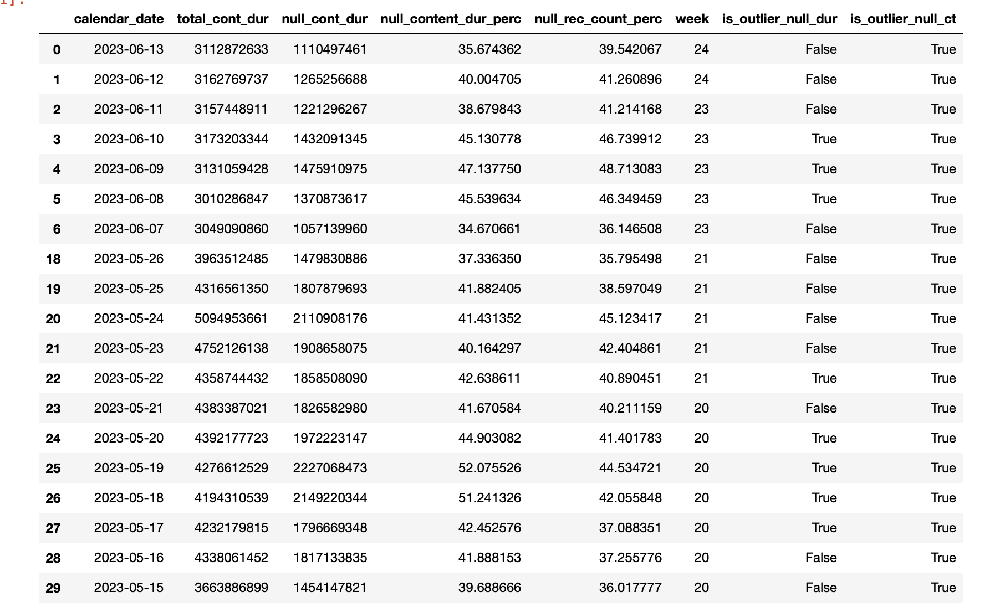 1]:
calendar_date total_cont_dur null_cont_dur null_content_dur_perc null_rec_count_perc week is_outlier_null_dur is_outlier_null_ct
0 2023-06-13 3112872633 1110497461 35.674362 39.542067 24 False True
1 2023-06-12 3162769737 1265256688 40.004705 41.260896 24 False True
2 2023-06-11 3157448911 1221296267 38.679843 41.214168 23 False True
3 2023-06-10 3173203344 1432091345 45.130778 46.739912 23 True True
4 2023-06-09 3131059428 1475910975 47.137750 48.713083 23 True True
5 2023-06-08 3010286847 1370873617 45.539634 46.349459 23 True True
6 2023-06-07 3049090860 1057139960 34.670661 36.146508 23 False True
18 2023-05-26 3963512485 1479830886 37.336350 35.795498 21 False True
19 2023-05-25 4316561350 1807879693 41.882405 38.597049 21 False True
20 2023-05-24 5094953661 2110908176 41.431352 45.123417 21 False True
21 2023-05-23 4752126138 1908658075 40.164297 42.404861 21 False True
22 2023-05-22 4358744432 1858508090 42.638611 40.890451 21 True True
23 2023-05-21 4383387021 1826582980 41.670584 40.211159 20 False True
24 2023-05-20 4392177723 1972223147 44.903082 41.401783 20 True True
25 2023-05-19 4276612529 2227068473 52.075526 44.534721 20 True True
26 2023-05-18 4194310539 2149220344 51.241326 42.055848 20 True True
27 2023-05-17 4232179815 1796669348 42.452576 37.088351 20 True True
28 2023-05-16 4338061452 1817133835 41.888153 37.255776 20 False True
29 2023-05-15 3663886899 1454147821 39.688666 36.017777 20 False True